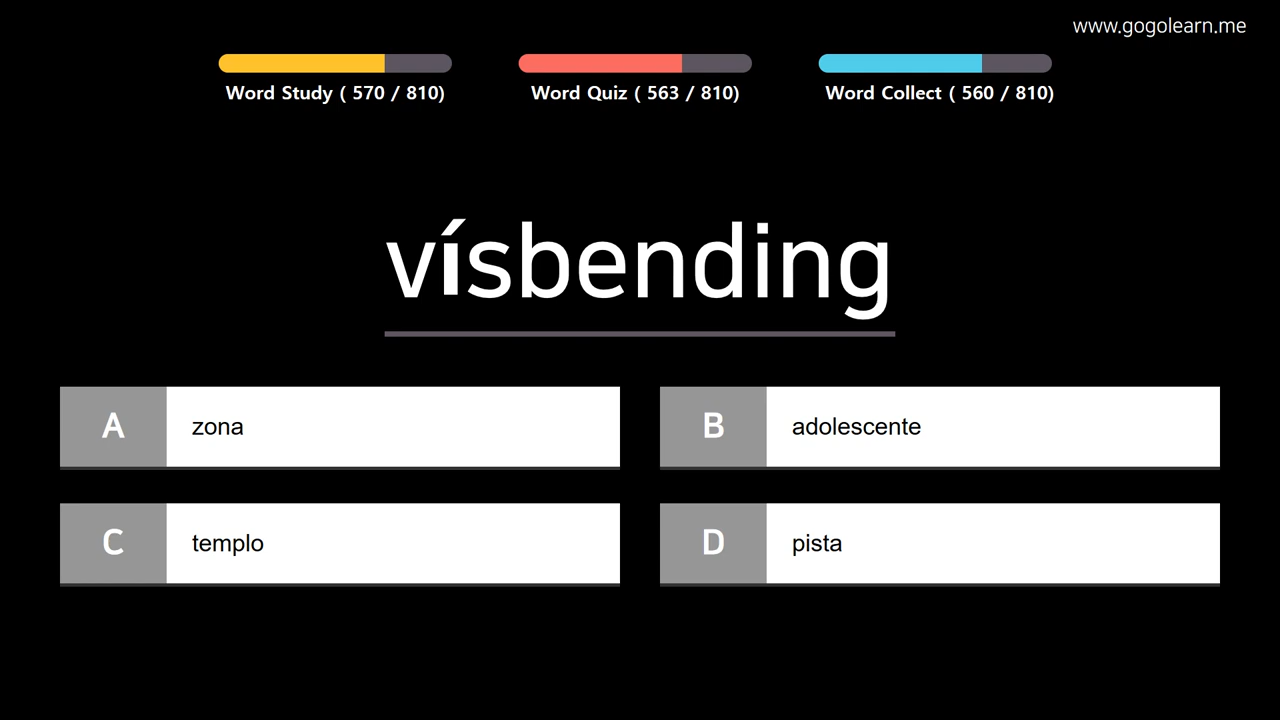 www.gogolearn.me
Word Study ( 570 / 810)
Word Quiz ( 563 / 810)
Word Collect ( 560 / 810)
vísbending
A zona
B adolescente
C templo
D pista